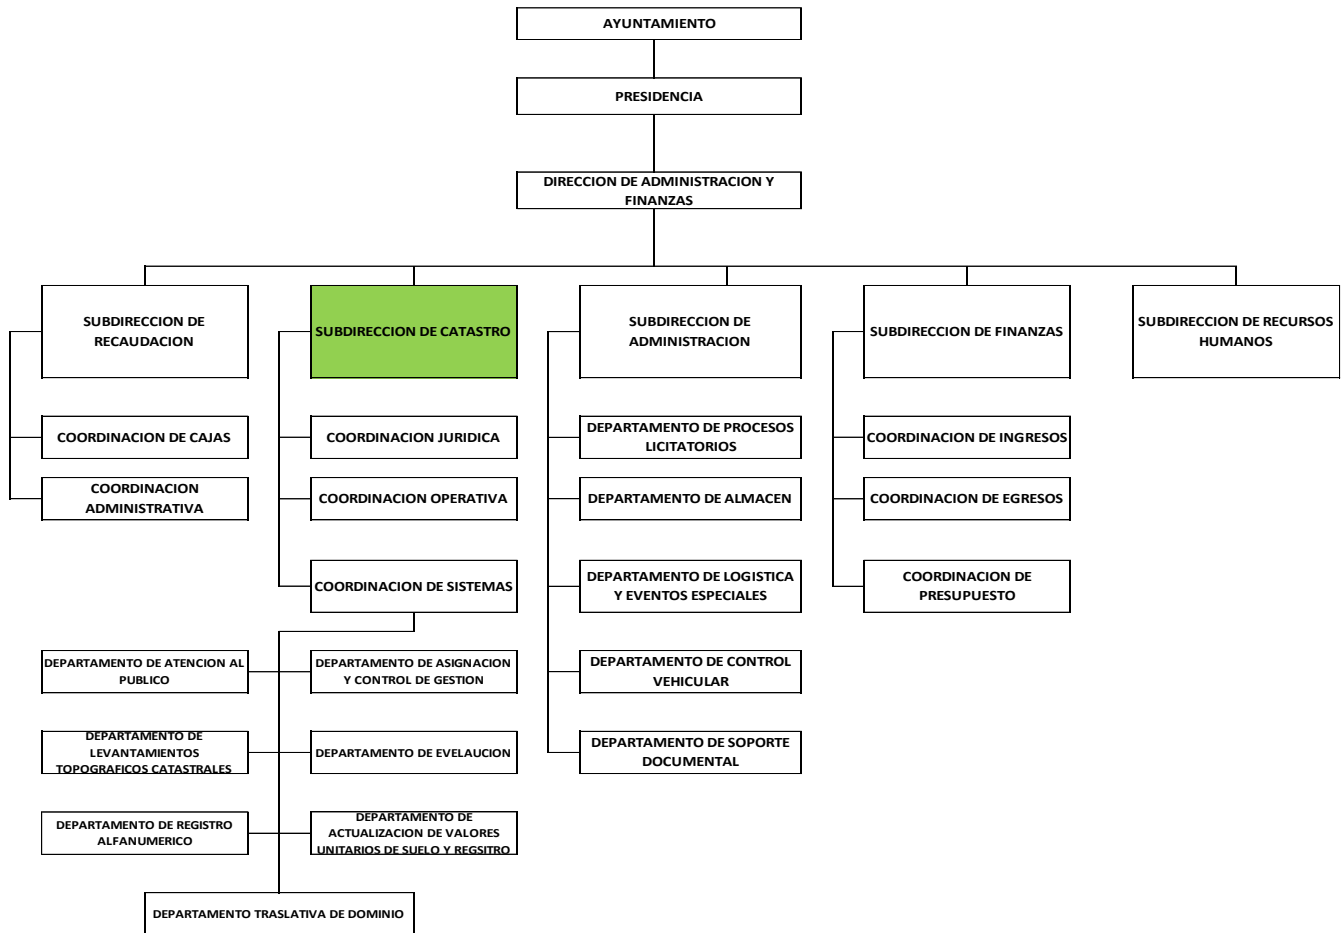 AYUNTAMIENTO
PRESIDENCIA
DIRECCION DE ADMINISTRACION Y
FINANZAS
SUBDIRECCION DE
RECAUDACION
SUBDIRECCION DE CATASTRO
SUBDIRECCION DE
ADMINISTRACION
SUBDIRECCION DE FINANZAS
SUBDIRECCION DE RECURSOS
HUMANOS
COORDINACION DE CAJAS
COORDINACION JURIDICA
DEPARTAMENTO DE PROCESOS
LICITATORIOS
COORDINACION DE INGRESOS
COORDINACION
ADMINISTRATIVA
COORDINACION OPERATIVA
DEPARTAMENTO DE ALMACEN
COORDINACION DE EGRESOS
COORDINACION DE SISTEMAS
DEPARTAMENTO DE LOGISTICA
Y EVENTOS ESPECIALES
COORDINACION DE
PRESUPUESTO
DEPARTAMENTO DE ATENCION AL
PUBLICO
DEPARTAMENTO DE ASIGNACION
Y CONTROL DE GESTION
DEPARTAMENTO DE CONTROL
VEHICULAR
DEPARTAMENTO DE
LEVANTAMIENTOS
TOPOGRAFICOS CATASTRALES
DEPARTAMENTO DE EVELAUCION
DEPARTAMENTO DE SOPORTE
DOCUMENTAL
DEPARTAMENTO DE REGISTRO
ALFANUMERICO
DEPARTAMENTO DE
ACTUALIZACION DE VALORES
UNITARIOS DE SUELO Y REGSITRO
DEPARTAMENTO TRASLATIVA DE DOMINIO